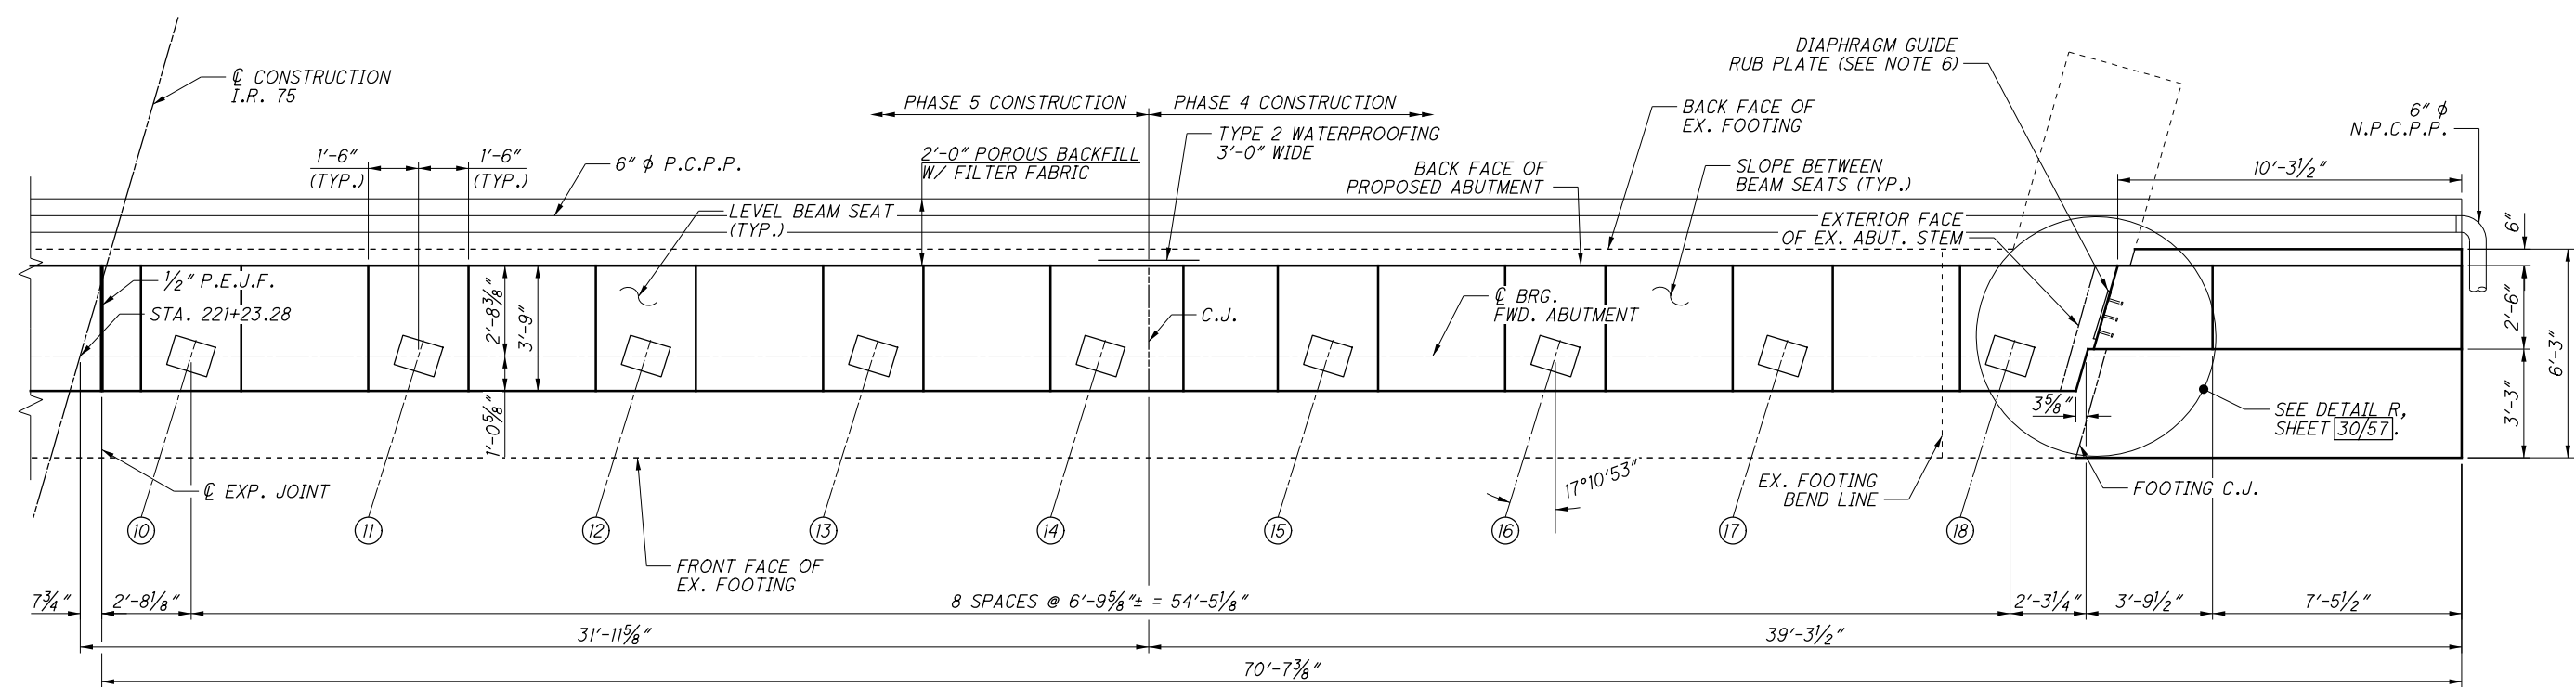 ℄ CONSTRUCTION
I.R. 75
DIAPHRAGM GUIDE
RUB PLATE (SEE NOTE 6)
PHASE 5 CONSTRUCTION
PHASE 4 CONSTRUCTION
BACK FACE OF
EX. FOOTING
6" ϕ
N.P.C.P.P.
TYPE 2 WATERPROOFING
3'-0" WIDE
1'-6"
(TYP.)
1'-6"
(TYP.)
6" ϕ P.C.P.P.
2'-0" POROUS BACKFILL
W/ FILTER FABRIC
BACK FACE OF
PROPOSED ABUTMENT
SLOPE BETWEEN
BEAM SEATS (TYP.)
10'-3½"
LEVEL BEAM SEAT
(TYP.)
EXTERIOR FACE
OF EX. ABUT. STEM
6"
½" P.E.J.F.
STA. 221+23.28
2'-8⅜"
3'-9"
1'-0⅝"
C.J.
℄ BRG.
FWD. ABUTMENT
2'-6"
6'-3"
3'-3"
3⅝"
SEE DETAIL R,
SHEET 30/57.
℄ EXP. JOINT
17°10'53"
EX. FOOTING
BEND LINE
FOOTING C.J.
10
11
12
13
14
15
16
17
18
FRONT FACE OF
EX. FOOTING
7¾"
2'-8⅛"
8 SPACES @ 6'-9⅝"± = 54'-5⅛"
2'-3¼"
3'-9½"
7'-5½"
31'-11⅝"
39'-3½"
70'-7⅜"